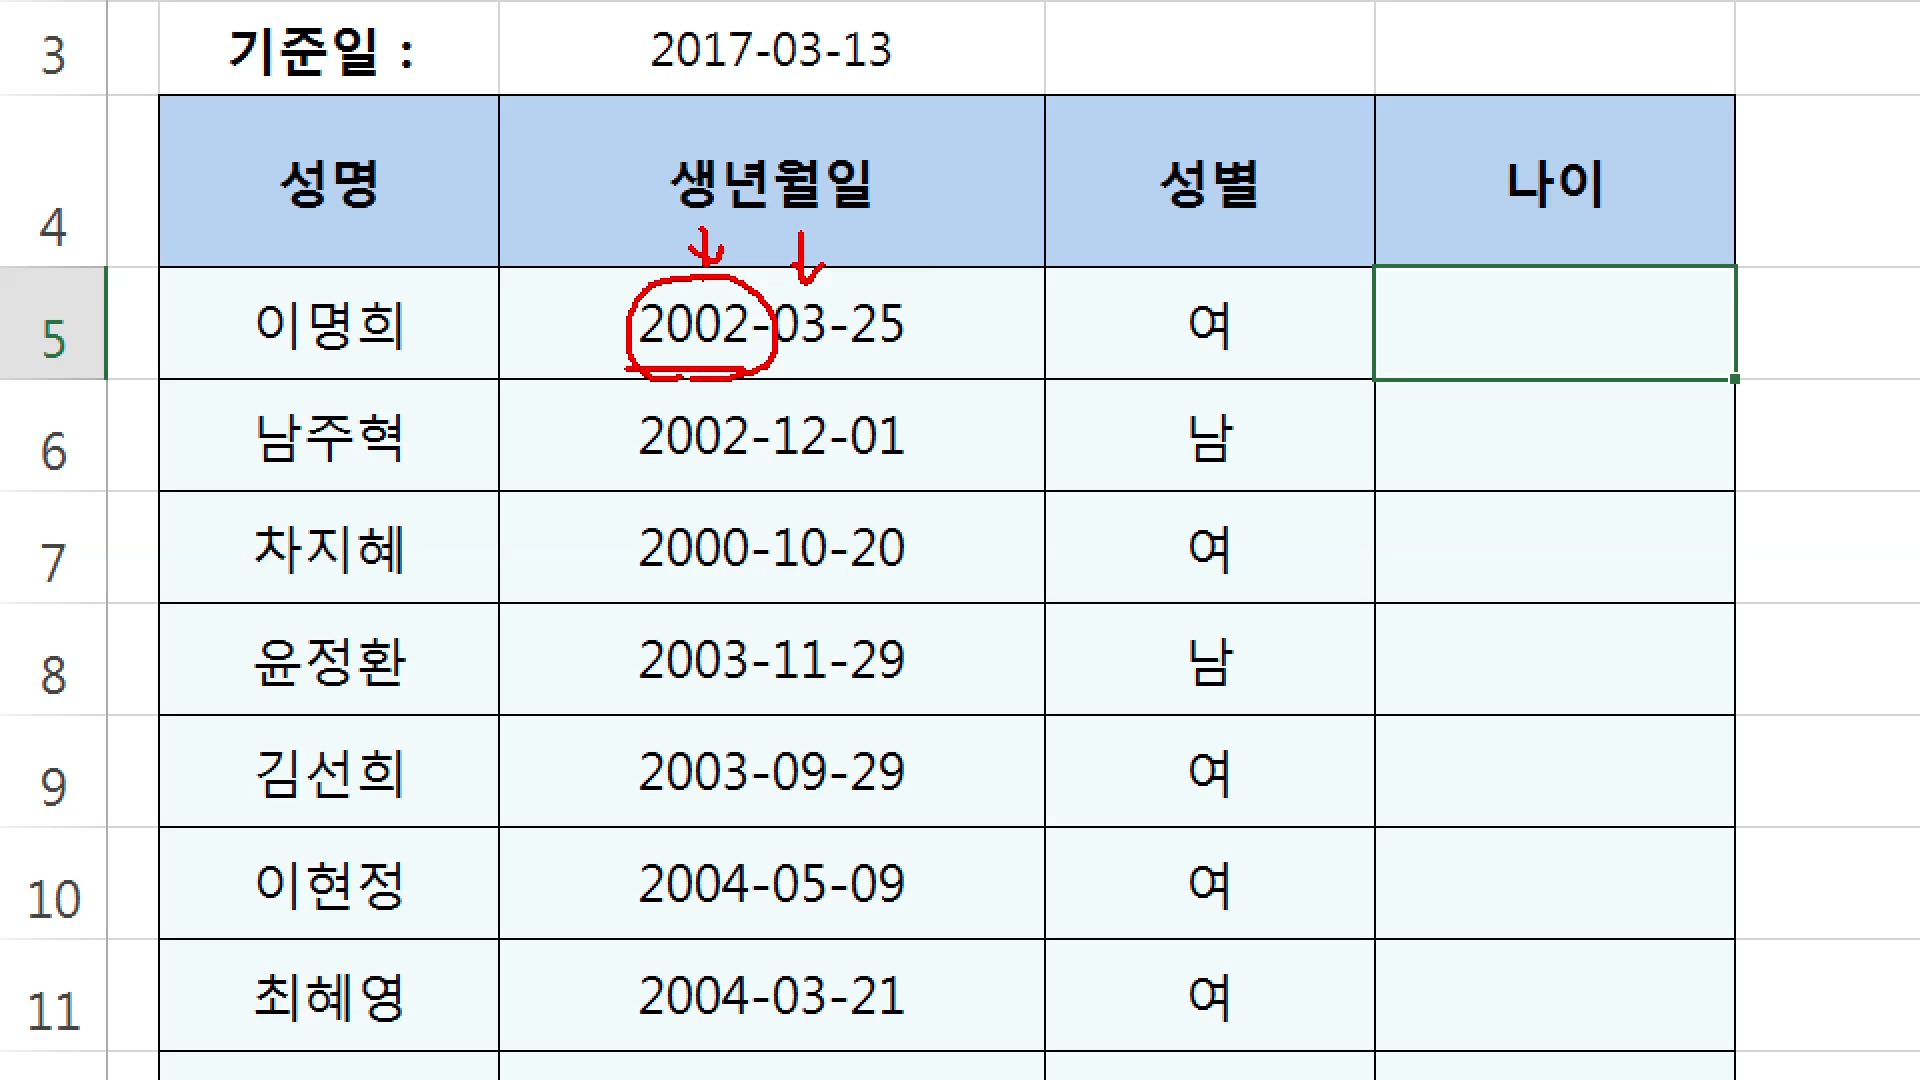 3 기준일 : 2017-03-13
4 성명 생년월일 성별 나이
5 이명희 2002-03-25 여
6 남주혁 2002-12-01 남
7 차지혜 2000-10-20 여
8 윤정환 2003-11-29 남
9 김선희 2003-09-29 여
10 이현정 2004-05-09 여
11 최혜영 2004-03-21 여